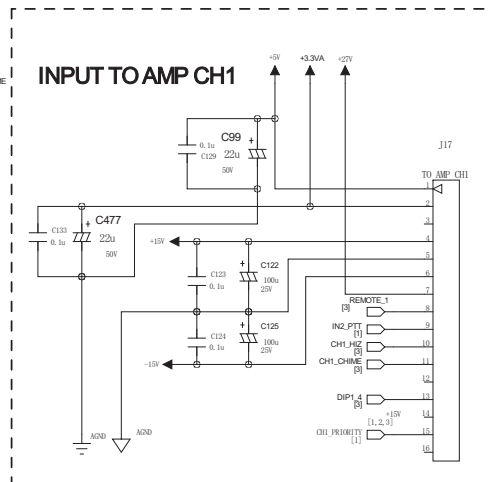 INPUT TO AMP CH1
+5V
+3.3VA
+27V
J17
TO AMP CH1
C99
22u
50V
0.1u
C129
C477
22u
50V
C133
0.1u
+15V
C123
0.1u
C122
100u
25V
C124
0.1u
C125
100u
25V
-15V
AGND
AGND
REMOTE_1
[3]
IN2_PTT
[1]
CH1_HIZ
[3]
CH1_CHIME
[3]
DIP1_4
[3]
+15V
[1,2,3]
CH1_PRIORITY
[1]
1
2
3
4
5
6
7
8
9
10
11
12
13
14
15
16